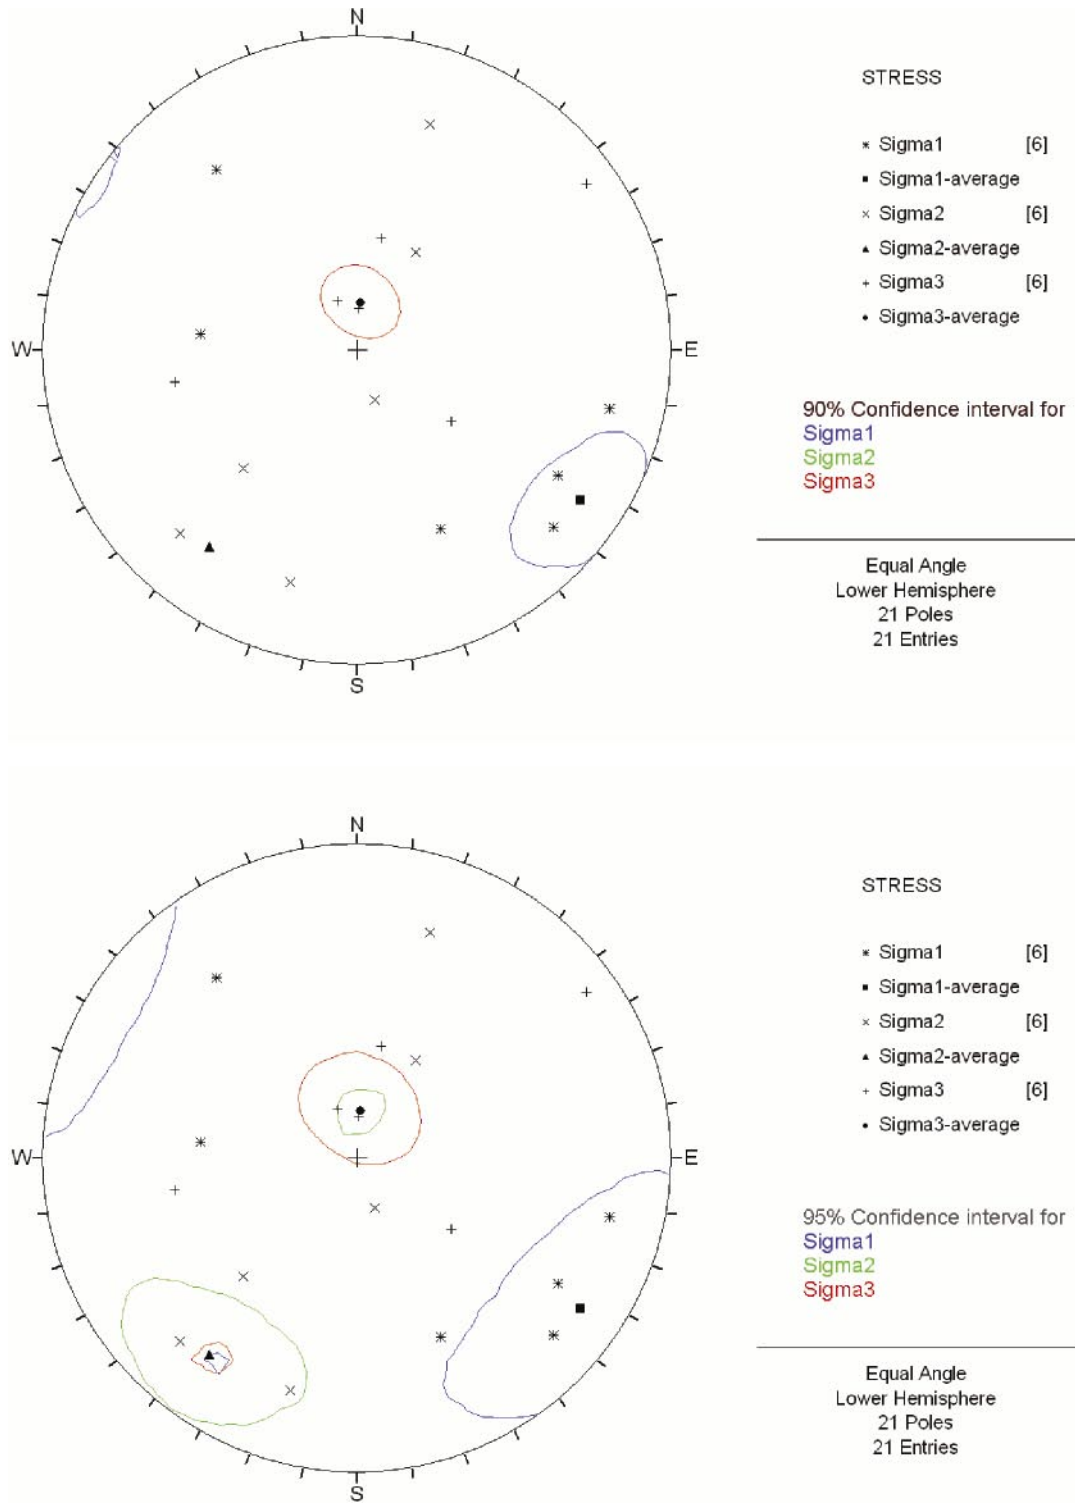 N
STRESS
Sigma1 [6]
Sigma1-average
Sigma2 [6]
Sigma2-average
Sigma3 [6]
Sigma3-average
W
E
90% Confidence interval for
Sigma1
Sigma2
Sigma3
Equal Angle
Lower Hemisphere
21 Poles
21 Entries
S
N
STRESS
Sigma1 [6]
Sigma1-average
Sigma2 [6]
Sigma2-average
Sigma3 [6]
Sigma3-average
W
E
95% Confidence interval for
Sigma1
Sigma2
Sigma3
Equal Angle
Lower Hemisphere
21 Poles
21 Entries
S